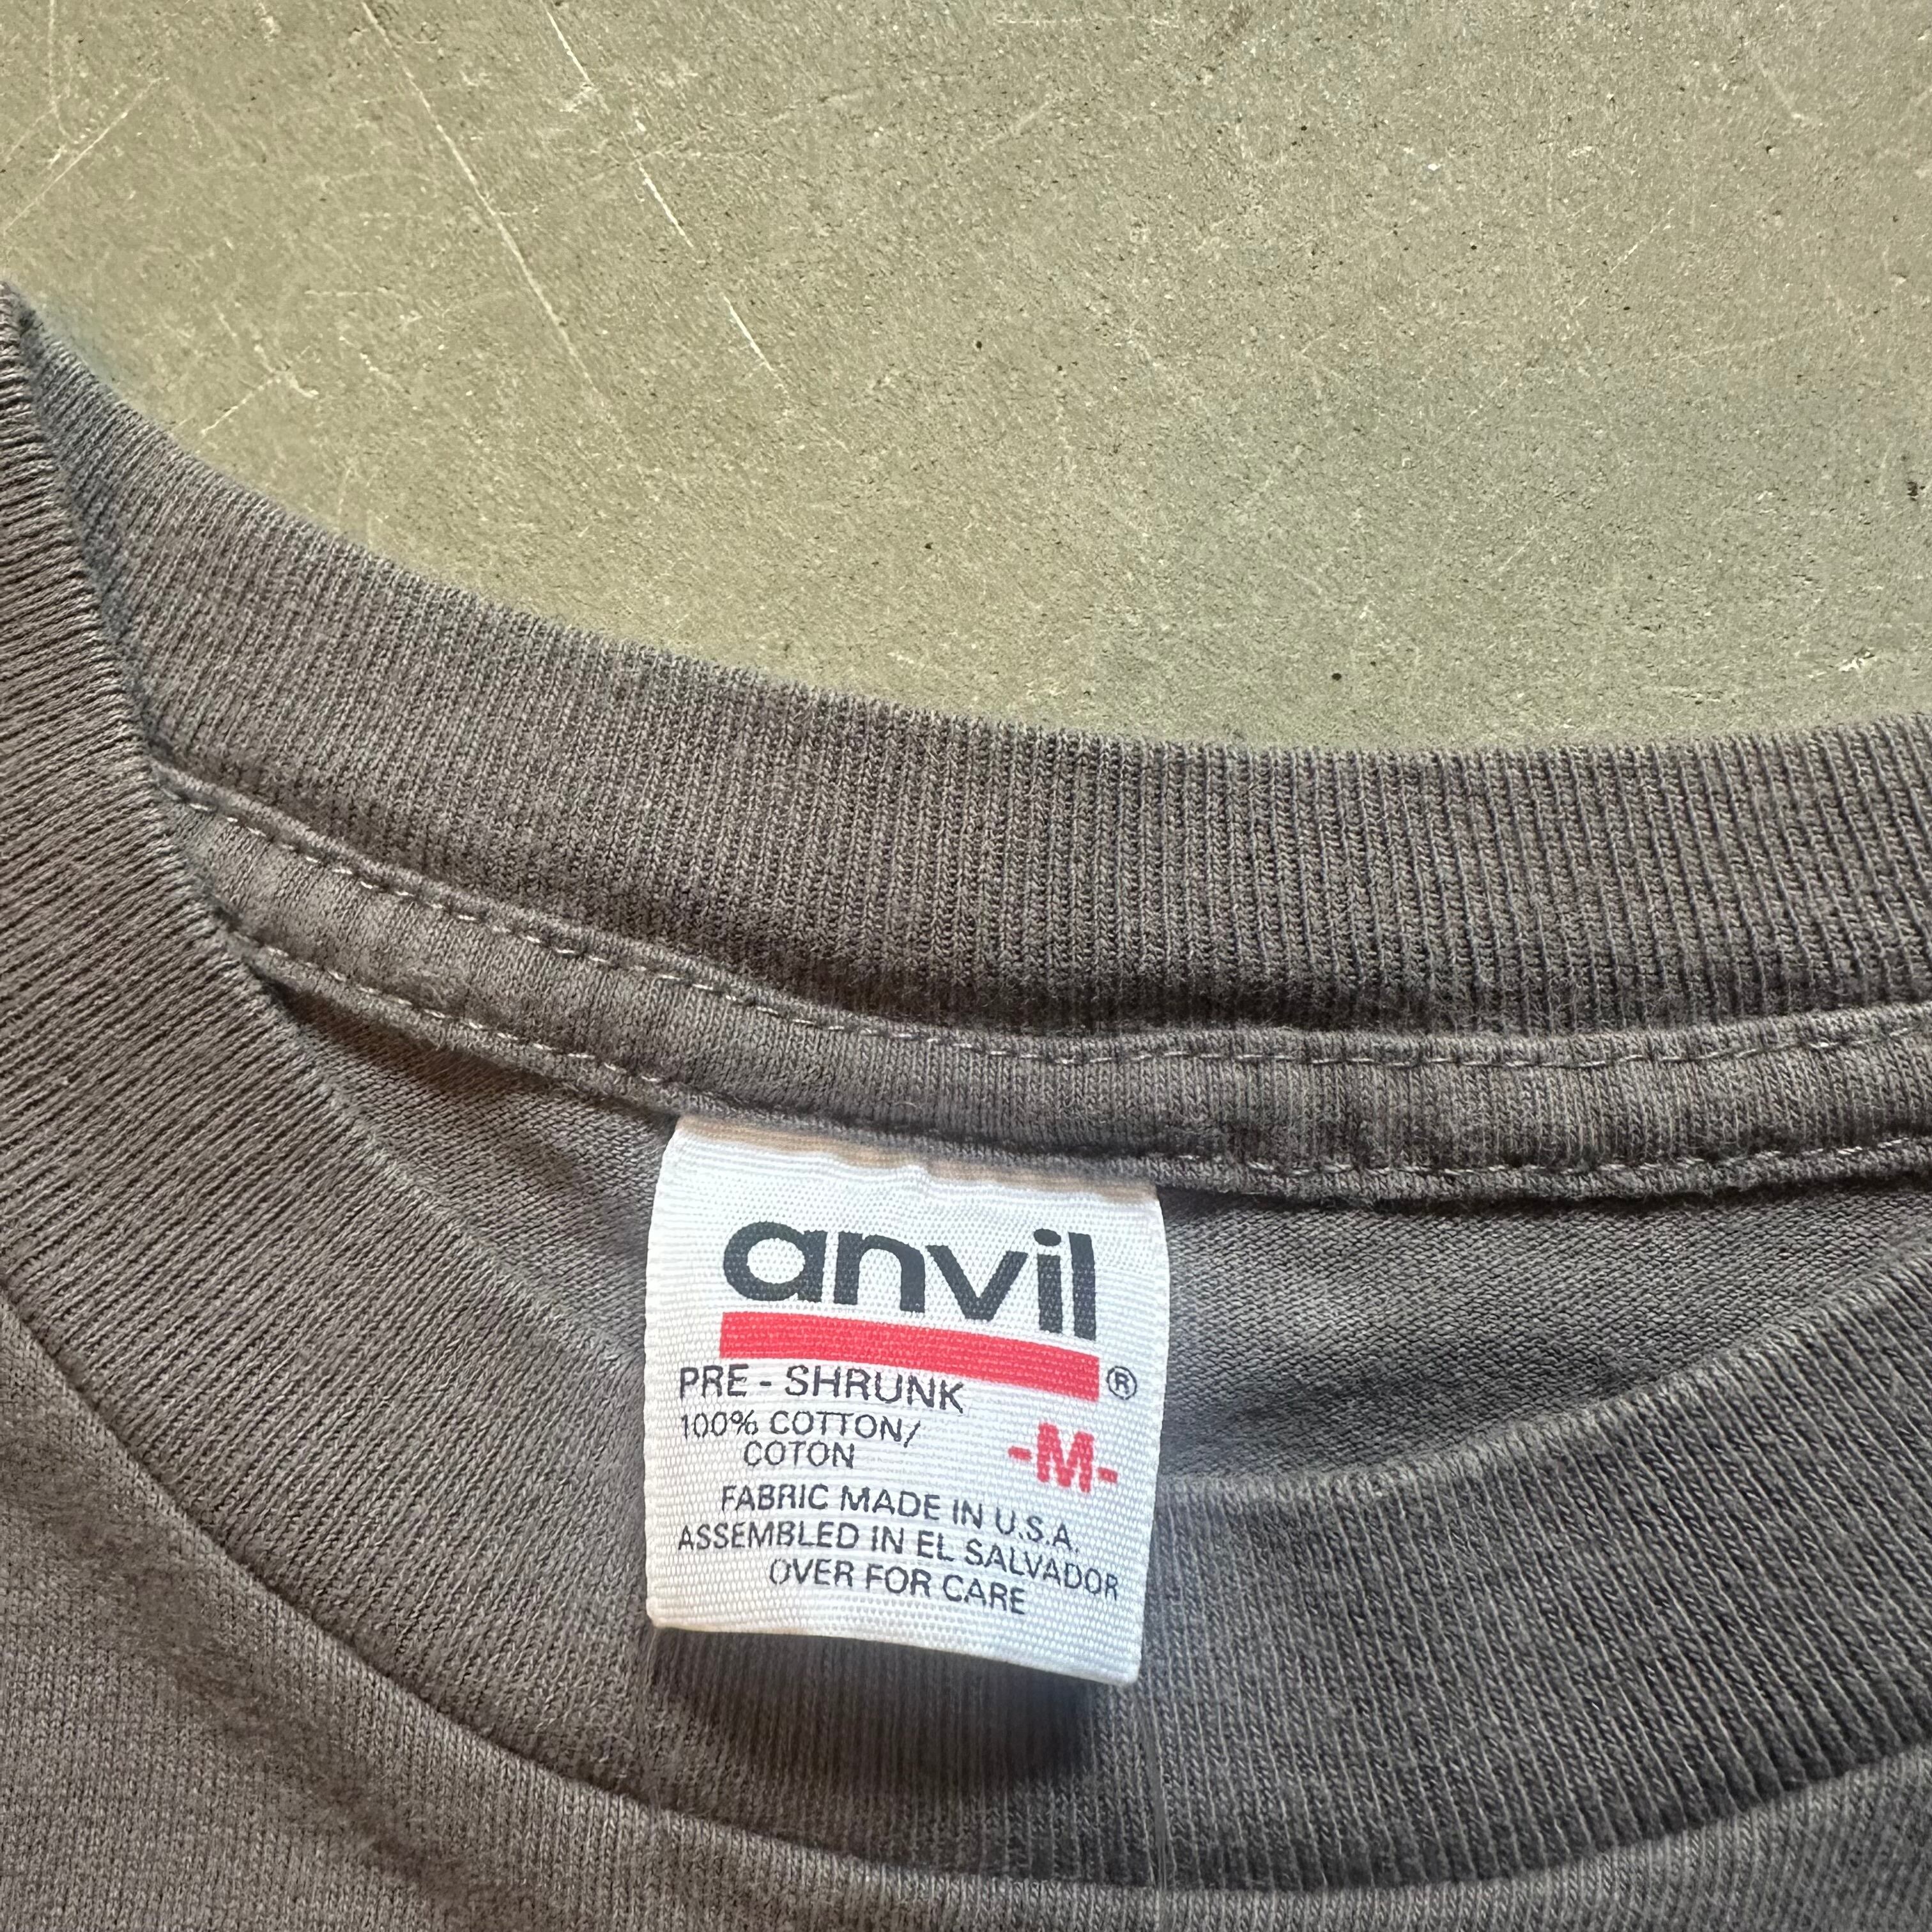 anvil
®
PRE - SHRUNK
100% COTTON/
COTON
-M-
FABRIC MADE IN U.S.A.
ASSEMBLED IN EL SALVADOR
OVER FOR CARE